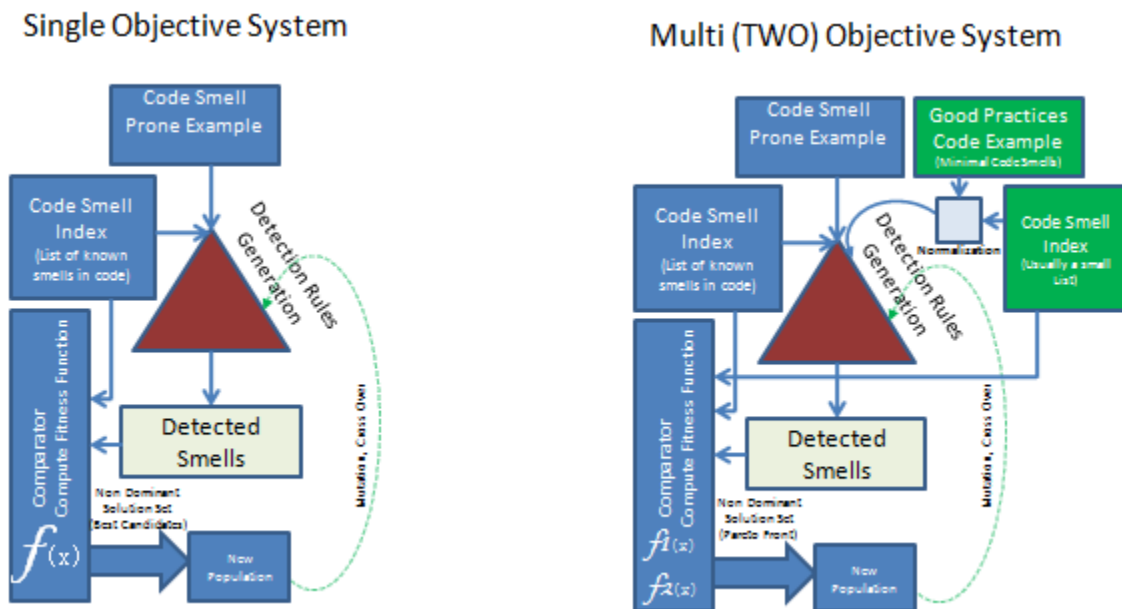 Single Objective System
Code Smell
Prone Example
Code Smell
Index
(List of known
smells in code)
Detection Rules
Generation
Comparator
Compute Fitness Function
f(x)
Detected
Smells
Non Dominant
Solution Set
(Best Candidates)
New
Population
Mutation, Cross Over
Multi (TWO) Objective System
Code Smell
Prone Example
Good Practices
Code Example
(Minimal Code Smells)
Code Smell
Index
(List of known
smells in code)
Normalization
Code Smell
Index
(Usually a small
List)
Detection Rules
Generation
Comparator
Compute Fitness Function
f1(x)
f2(x)
Detected
Smells
Non Dominant
Solution Set
(Pareto Front)
New
Population
Mutation, Cross Over